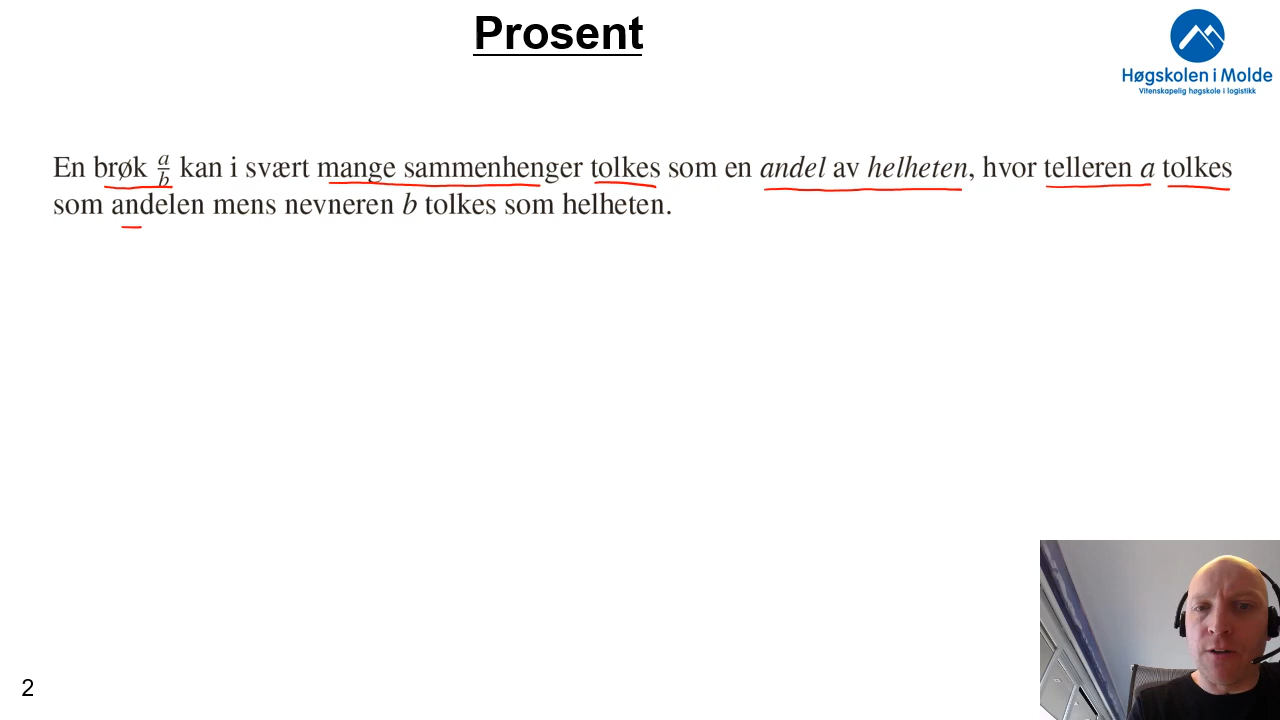 Prosent
Høgskolen i Molde
Vitenskapelig høgskole i logistikk
En brøk a/b kan i svært mange sammenhenger tolkes som en andel av helheten, hvor telleren a tolkes
som andelen mens nevneren b tolkes som helheten.
2